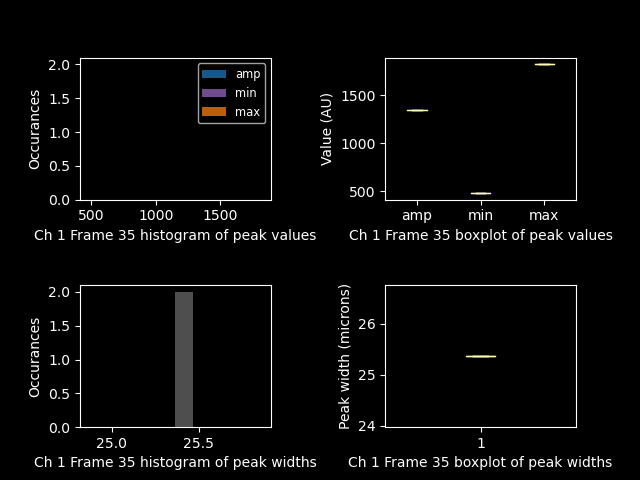 2.0
1.5
1.0
0.5
0.0
Occurances
amp
min
max
500
1000
1500
Ch 1 Frame 35 histogram of peak values
1500
1000
500
Value (AU)
amp
min
max
Ch 1 Frame 35 boxplot of peak values
2.0
1.5
1.0
0.5
0.0
Occurances
25.0
25.5
Ch 1 Frame 35 histogram of peak widths
26
25
24
Peak width (microns)
1
Ch 1 Frame 35 boxplot of peak widths